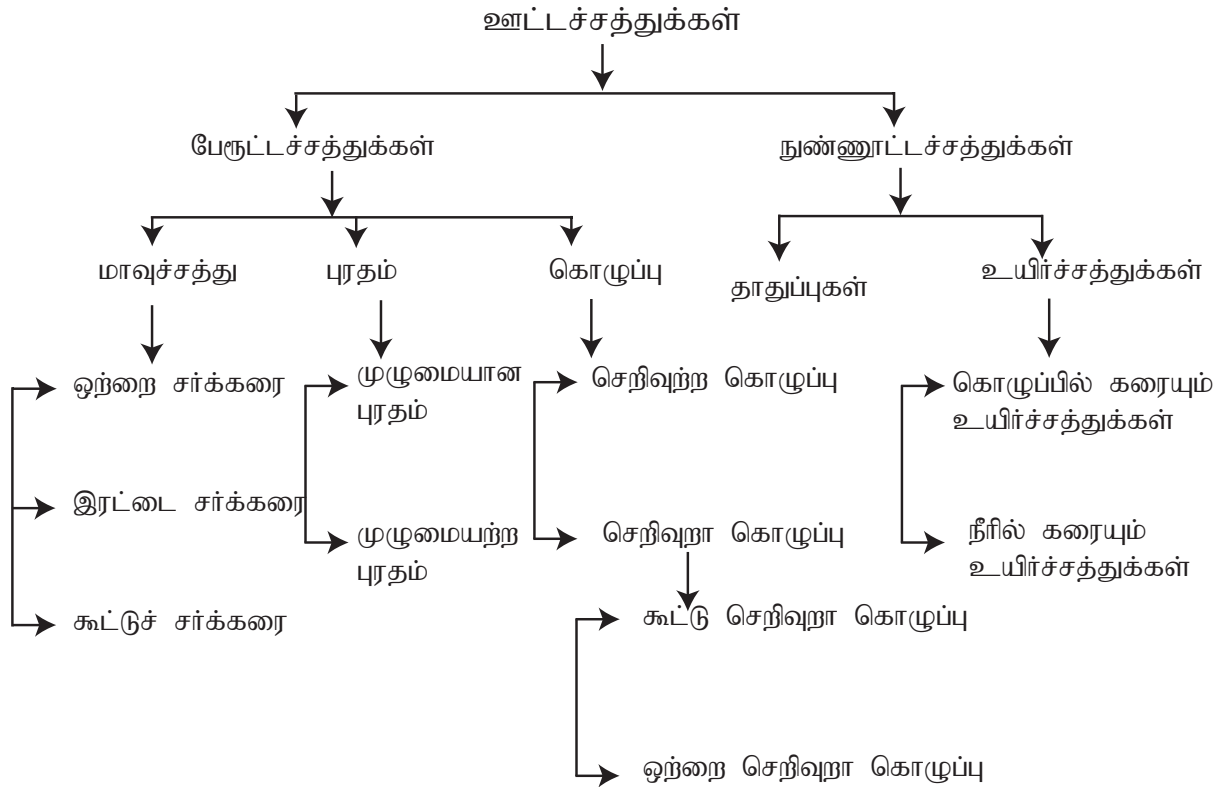 ஊட்டச்சத்துக்கள்
பேரூட்டச்சத்துக்கள்
நுண்ணூட்டச்சத்துக்கள்
மாவுச்சத்து
புரதம்
கொழுப்பு
தாதுப்புகள்
உயிர்ச்சத்துக்கள்
ஒற்றை சர்க்கரை
முழுமையான
புரதம்
செறிவுற்ற கொழுப்பு
கொழுப்பில் கரையும்
உயிர்ச்சத்துக்கள்
இரட்டை சர்க்கரை
முழுமையற்ற
புரதம்
செறிவுறா கொழுப்பு
நீரில் கரையும்
உயிர்ச்சத்துக்கள்
கூட்டுச் சர்க்கரை
கூட்டு செறிவுறா கொழுப்பு
ஒற்றை செறிவுறா கொழுப்பு